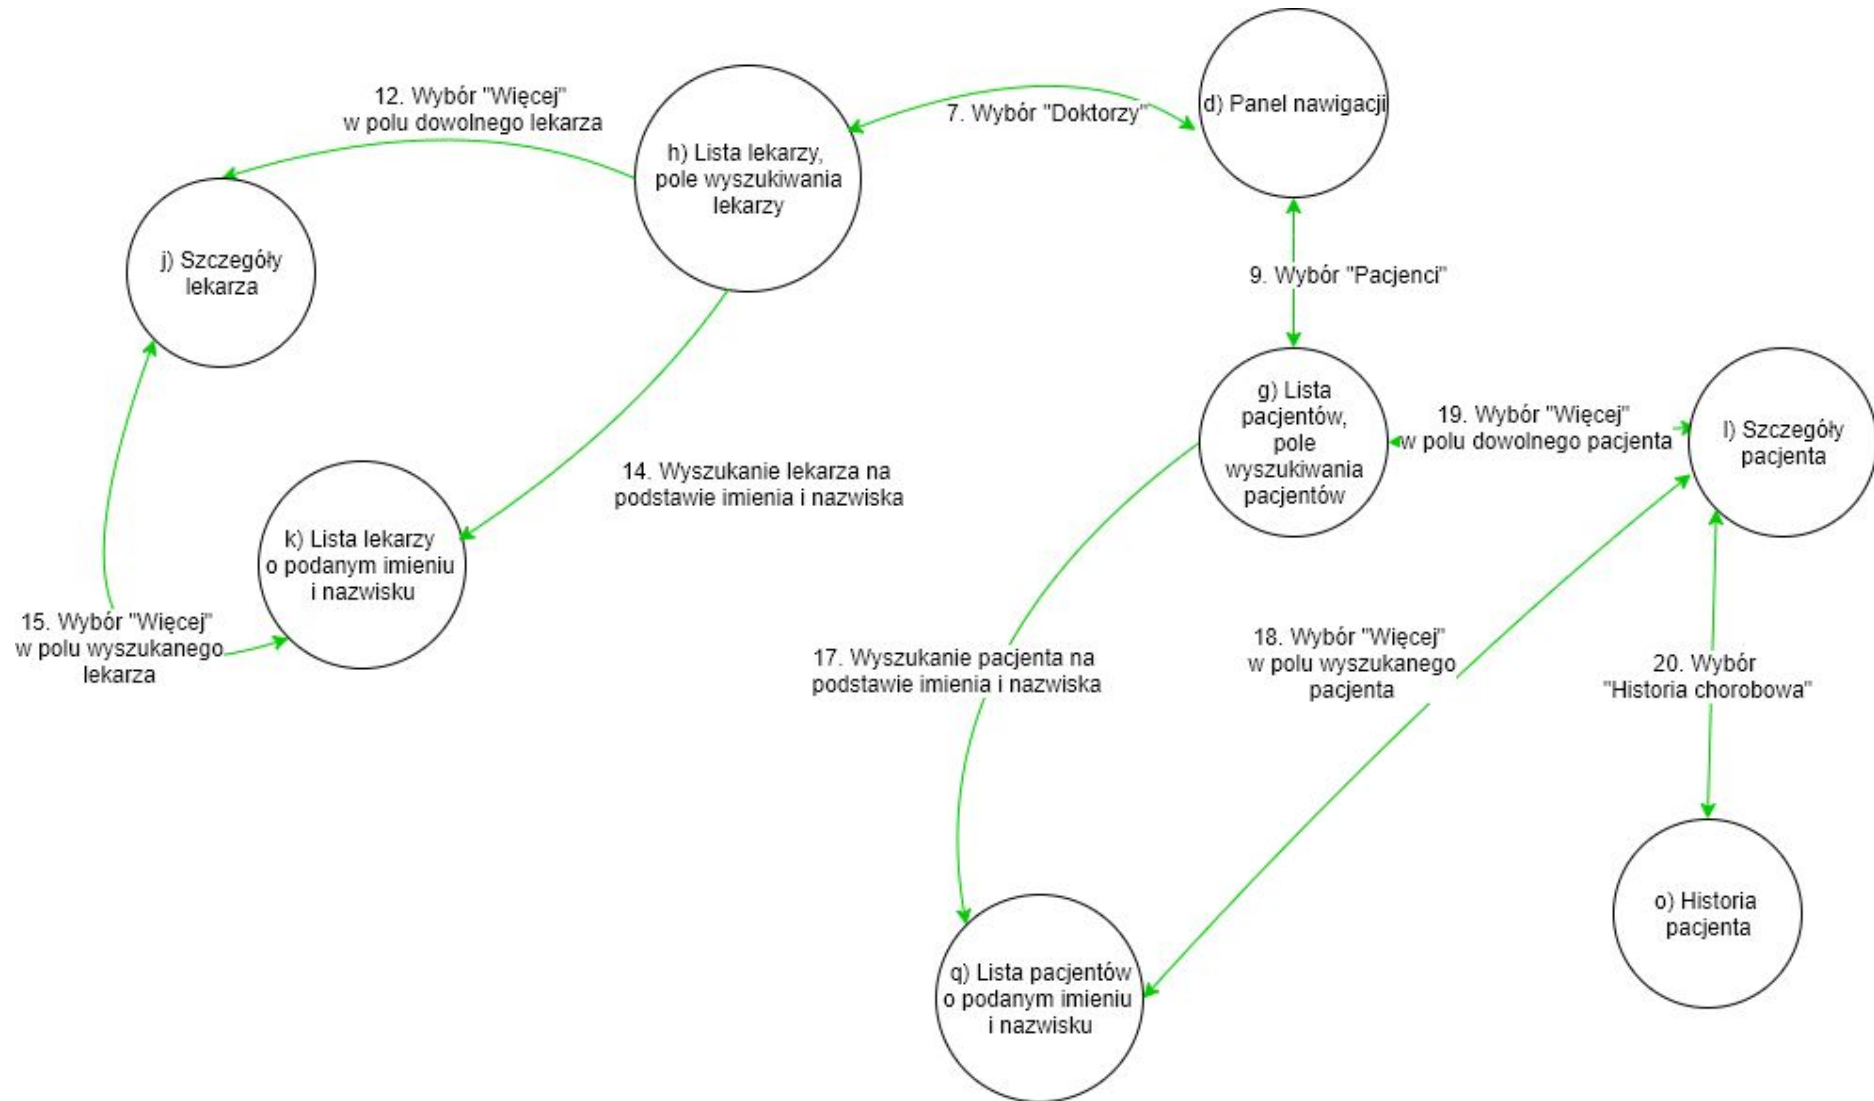 d) Panel nawigacji
12. Wybór "Więcej"
w polu dowolnego lekarza
7. Wybór "Doktorzy"
h) Lista lekarzy,
pole wyszukiwania
lekarzy
j) Szczegóły
lekarza
9. Wybór "Pacjenci"
g) Lista
pacjentów,
pole
wyszukiwania
pacjentów
19. Wybór "Więcej"
w polu dowolnego pacjenta
l) Szczegóły
pacjenta
14. Wyszukanie lekarza na
podstawie imienia i nazwiska
k) Lista lekarzy
o podanym imieniu
i nazwisku
15. Wybór "Więcej"
w polu wyszukanego
lekarza
17. Wyszukanie pacjenta na
podstawie imienia i nazwiska
18. Wybór "Więcej"
w polu wyszukanego
pacjenta
20. Wybór
"Historia chorobowa"
o) Historia
pacjenta
q) Lista pacjentów
o podanym imieniu
i nazwisku